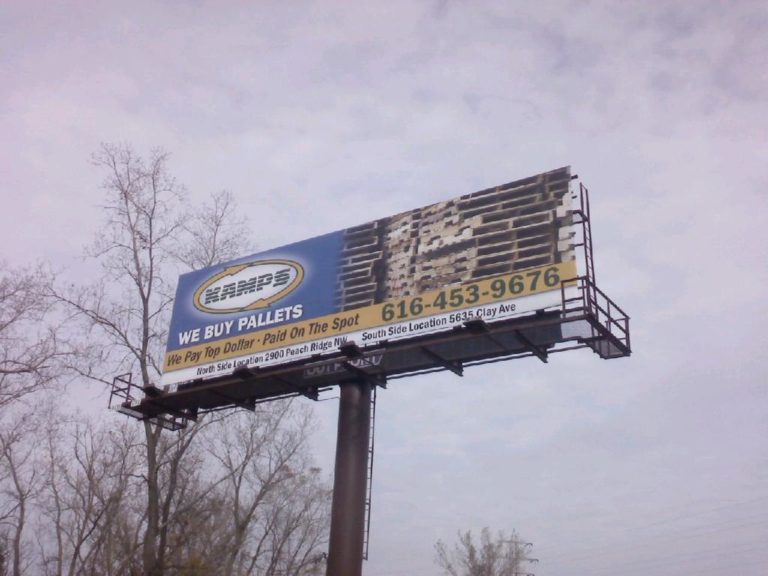 KAMPS
WE BUY PALLETS
We Pay Top Dollar · Paid On The Spot 616-453-9676
North Side Location 2900 Peach Ridge NW South Side Location 5635 Clay Ave